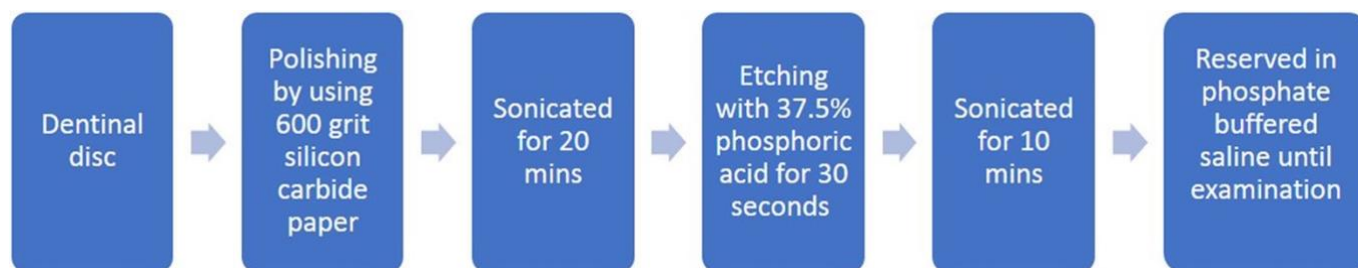 Dentinal
disc
Polishing
by using
600 grit
silicon
carbide
paper
Sonicated
for 20
mins
Etching
with 37.5%
phosphoric
acid for 30
seconds
Sonicated
for 10
mins
Reserved in
phosphate
buffered
saline until
examination